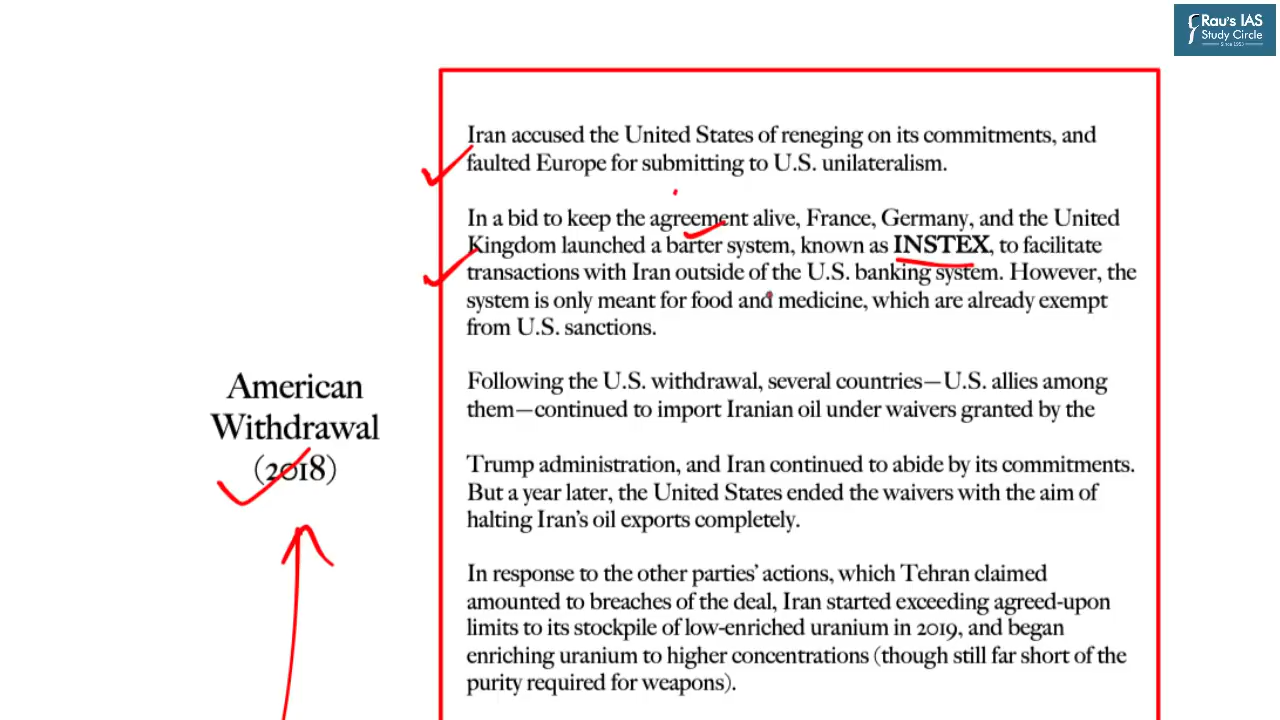 Rau's IAS
Study Circle
Since 1953
Iran accused the United States of reneging on its commitments, and
faulted Europe for submitting to U.S. unilateralism.
In a bid to keep the agreement alive, France, Germany, and the United
Kingdom launched a barter system, known as INSTEX, to facilitate
transactions with Iran outside of the U.S. banking system. However, the
system is only meant for food and medicine, which are already exempt
from U.S. sanctions.
American
Withdrawal
(2018)
Following the U.S. withdrawal, several countries—U.S. allies among
them—continued to import Iranian oil under waivers granted by the
Trump administration, and Iran continued to abide by its commitments.
But a year later, the United States ended the waivers with the aim of
halting Iran's oil exports completely.
In response to the other parties' actions, which Tehran claimed
amounted to breaches of the deal, Iran started exceeding agreed-upon
limits to its stockpile of low-enriched uranium in 2019, and began
enriching uranium to higher concentrations (though still far short of the
purity required for weapons).